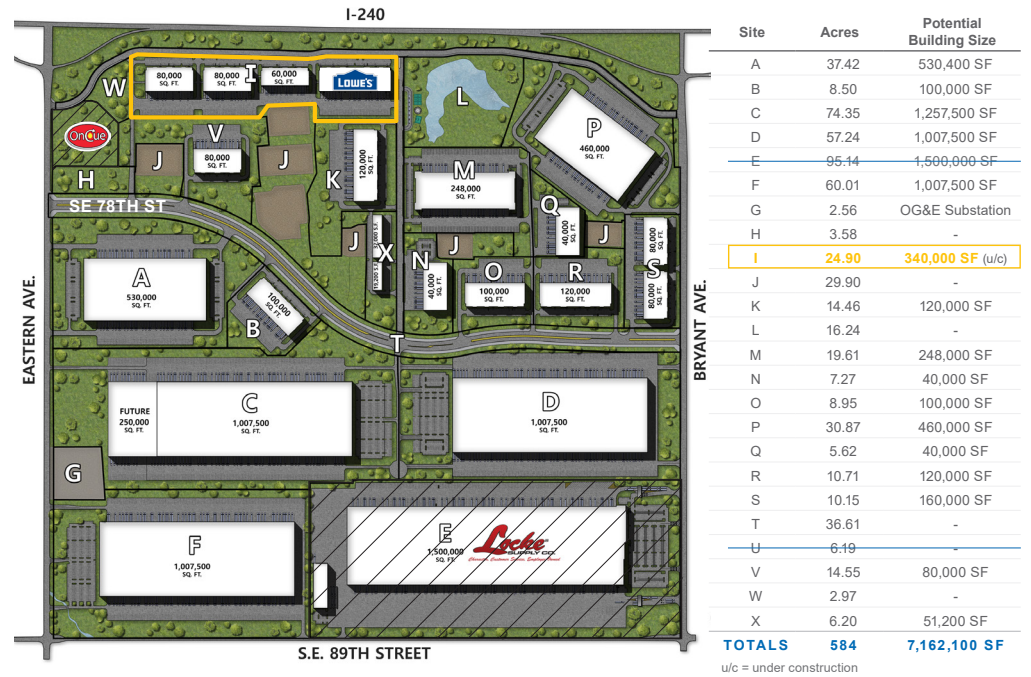 I-240
W
80,000
SQ. FT.
80,000
SQ. FT.
I
60,000
SQ. FT.
LOWE'S
L
P
460,000
SQ. FT.
OnCue
V
80,000
SQ. FT.
J
J
K
120,000
SQ. FT.
M
248,000
SQ. FT.
H
SE 78TH ST
Q
40,000
SQ. FT.
J
J
J
X
32,000 S.F.
19,200 S.F.
N
40,000
SQ. FT.
O
100,000
SQ. FT.
R
120,000
SQ. FT.
80,000
SQ. FT.
S
80,000
SQ. FT.
A
530,000
SQ. FT.
B
100,000
SQ. FT.
T
EASTERN AVE.
BRYANT AVE.
FUTURE
250,000
SQ. FT.
C
1,007,500
SQ. FT.
D
1,007,500
SQ. FT.
G
F
1,007,500
SQ. FT.
E
1,500,000
SQ. FT.
Locke
SUPPLY CO.
S.E. 89TH STREET
Site Acres Potential Building Size
A 37.42 530,400 SF
B 8.50 100,000 SF
C 74.35 1,257,500 SF
D 57.24 1,007,500 SF
E 95.14 1,500,000 SF
F 60.01 1,007,500 SF
G 2.56 OG&E Substation
H 3.58 -
I 24.90 340,000 SF (u/c)
J 29.90 -
K 14.46 120,000 SF
L 16.24 -
M 19.61 248,000 SF
N 7.27 40,000 SF
O 8.95 100,000 SF
P 30.87 460,000 SF
Q 5.62 40,000 SF
R 10.71 120,000 SF
S 10.15 160,000 SF
T 36.61 -
U 6.19 -
V 14.55 80,000 SF
W 2.97 -
X 6.20 51,200 SF
TOTALS 584 7,162,100 SF
u/c = under construction